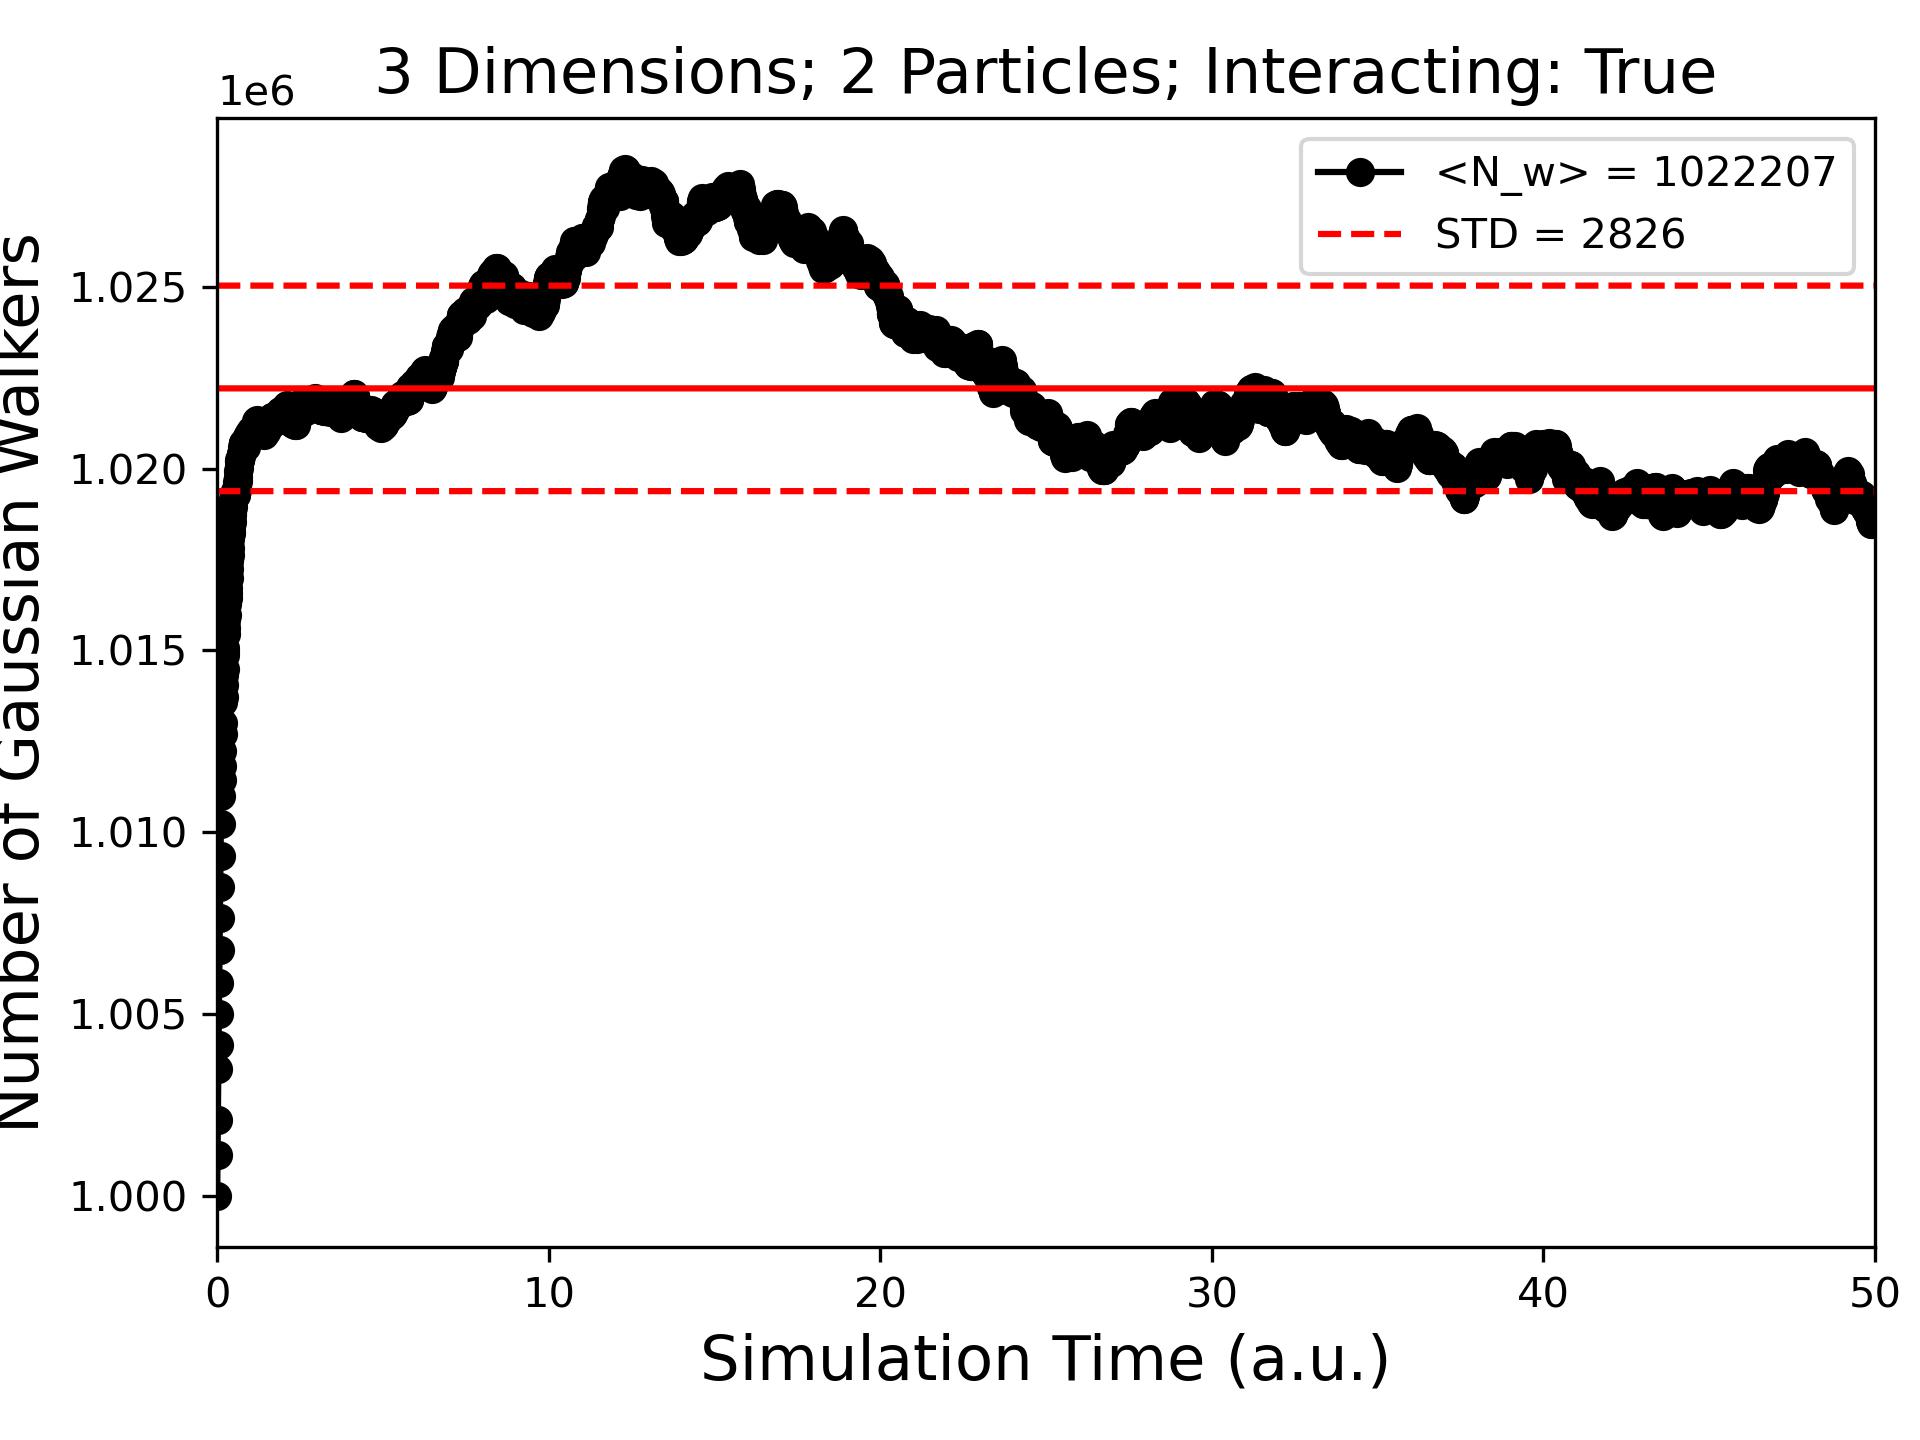 3 Dimensions; 2 Particles; Interacting: True
1e6
<N_w> = 1022207
STD = 2826
Number of Gaussian Walkers
1.025
1.020
1.015
1.010
1.005
1.000
0 10 20 30 40 50
Simulation Time (a.u.)